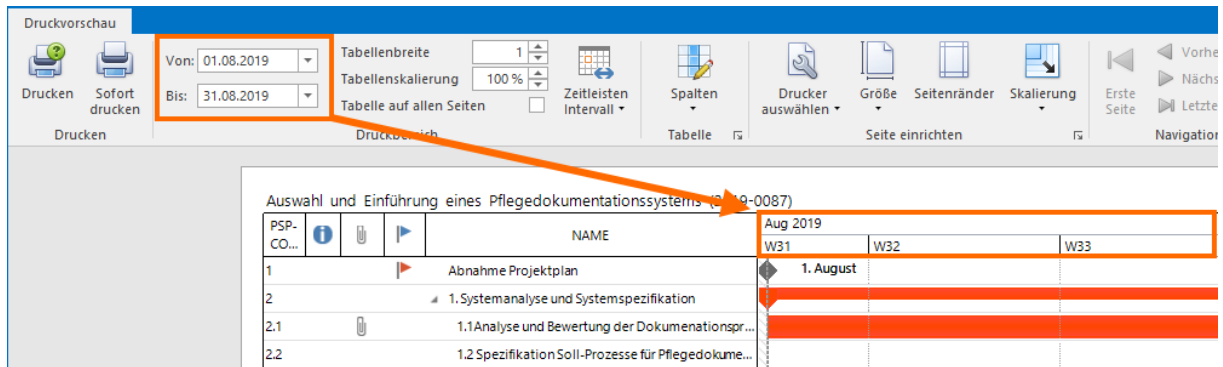 Druckvorschau
Von: 01.08.2019
Bis: 31.08.2019
Drucken
Sofort drucken
Drucken
Tabellenbreite 1
Tabellenskalierung 100 %
Tabelle auf allen Seiten
Zeitleisten Intervall
Druckbereich
Spalten
Tabelle
Drucker auswählen
Größe
Seitenränder
Skalierung
Seite einrichten
Erste Seite
Vorhe
Nächs
Letzte
Navigation
Auswahl und Einführung eines Pflegedokumentationssystems (2019-0087)
PSP-CO...
NAME
Aug 2019
W31 W32 W33
1 Abnahme Projektplan 1. August
2 1. Systemanalyse und Systemspezifikation
2.1 1.1 Analyse und Bewertung der Dokumenationspr...
2.2 1.2 Spezifikation Soll-Prozesse für Pflegedokume...